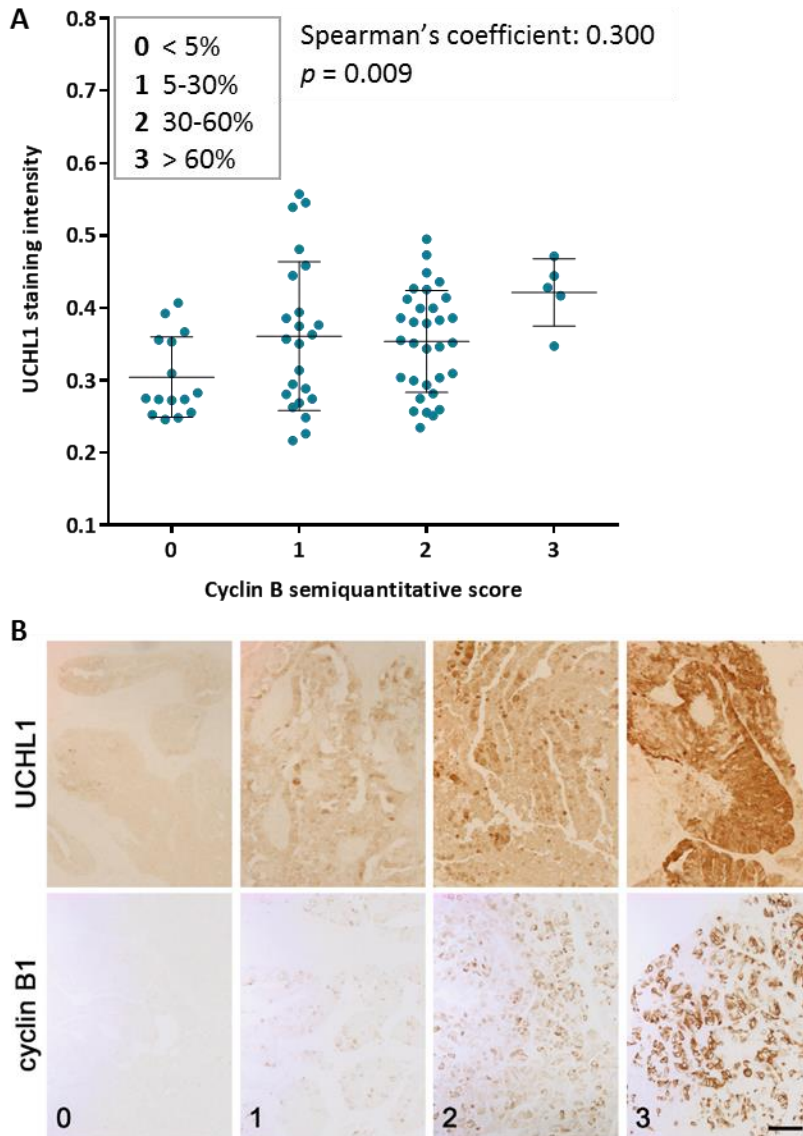 A
0 < 5%
1 5-30%
2 30-60%
3 > 60%
Spearman's coefficient: 0.300
p = 0.009
0.8
0.7
0.6
0.5
0.4
0.3
0.2
0.1
UCHL1 staining intensity
0 1 2 3
Cyclin B semiquantitative score
B
UCHL1
cyclin B1
0 1 2 3